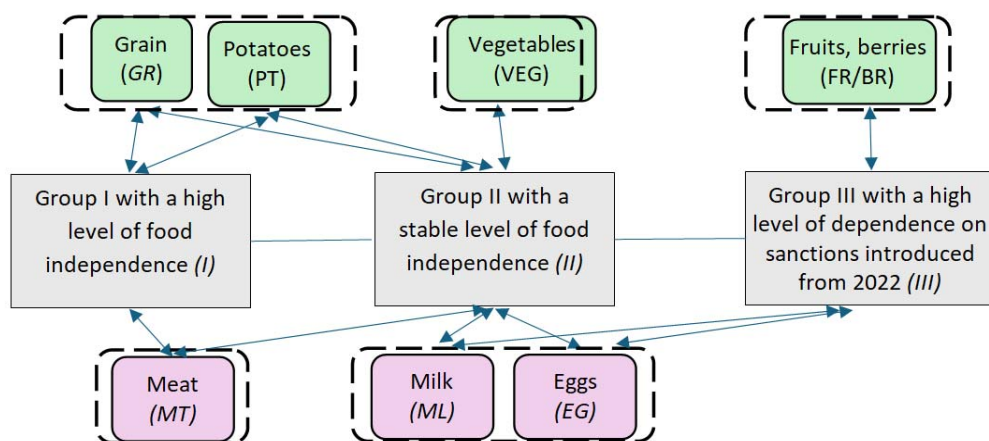 Grain
(GR)
Potatoes
(PT)
Vegetables
(VEG)
Fruits, berries
(FR/BR)
Group I with a high
level of food
independence (I)
Group II with a
stable level of food
independence (II)
Group III with a high
level of dependence on
sanctions introduced
from 2022 (III)
Meat
(MT)
Milk
(ML)
Eggs
(EG)